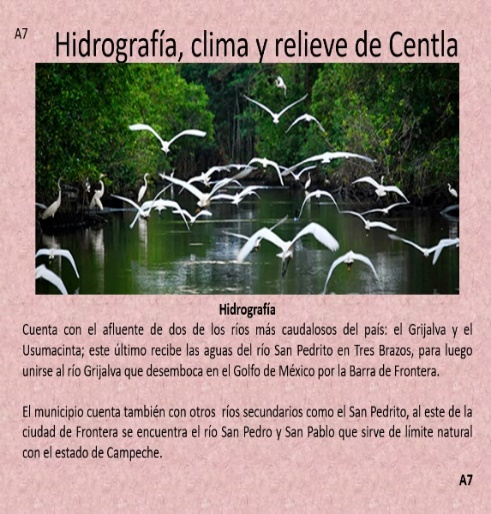 A7
Hidrografía, clima y relieve de Centla
Hidrografía
Cuenta con el afluente de dos de los ríos más caudalosos del país: el Grijalva y el
Usumacinta; este último recibe las aguas del río San Pedrito en Tres Brazos, para luego
unirse al río Grijalva que desemboca en el Golfo de México por la Barra de Frontera.
El municipio cuenta también con otros ríos secundarios como el San Pedrito, al este de la
ciudad de Frontera se encuentra el río San Pedro y San Pablo que sirve de límite natural
con el estado de Campeche.
A7